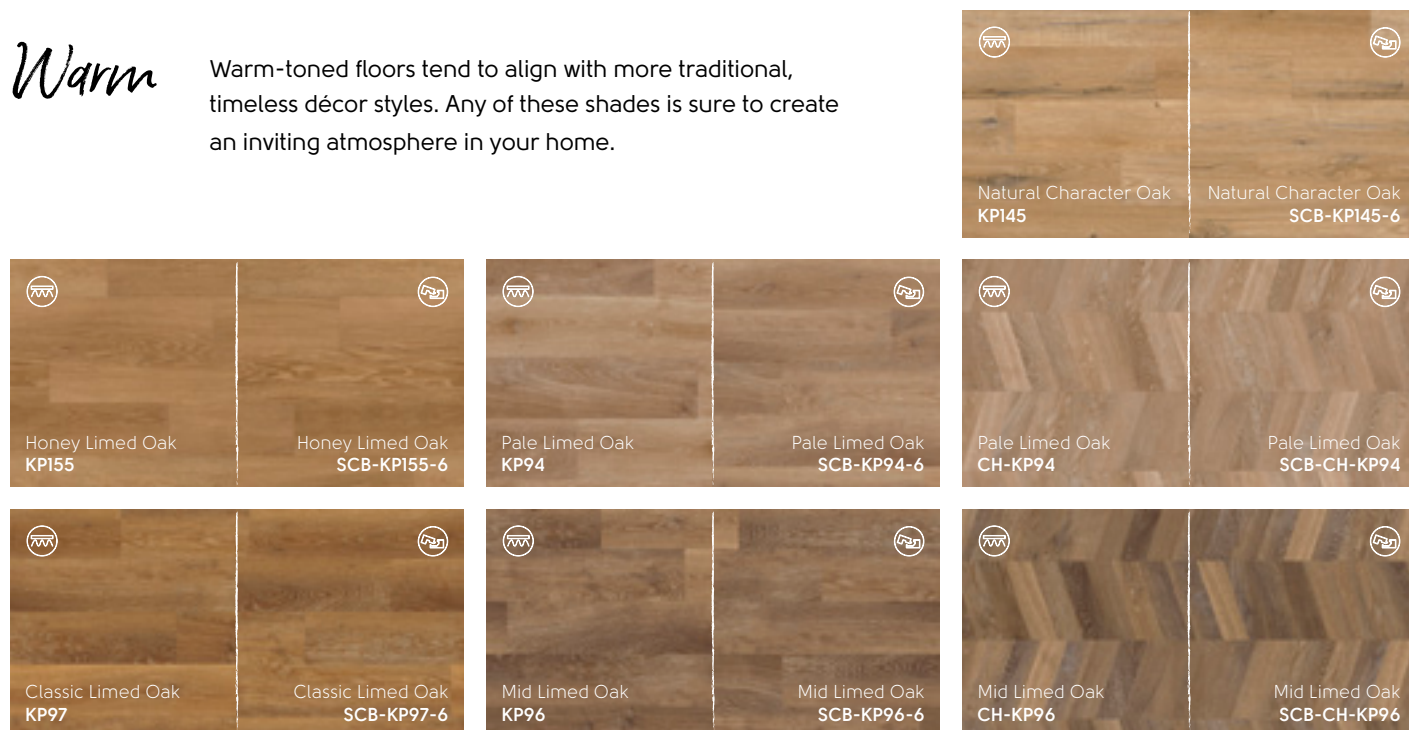 Warm
Warm-toned floors tend to align with more traditional,
timeless décor styles. Any of these shades is sure to create
an inviting atmosphere in your home.
Natural Character Oak
KP145
Natural Character Oak
SCB-KP145-6
Honey Limed Oak
KP155
Honey Limed Oak
SCB-KP155-6
Pale Limed Oak
KP94
Pale Limed Oak
SCB-KP94-6
Pale Limed Oak
CH-KP94
Pale Limed Oak
SCB-CH-KP94
Classic Limed Oak
KP97
Classic Limed Oak
SCB-KP97-6
Mid Limed Oak
KP96
Mid Limed Oak
SCB-KP96-6
Mid Limed Oak
CH-KP96
Mid Limed Oak
SCB-CH-KP96